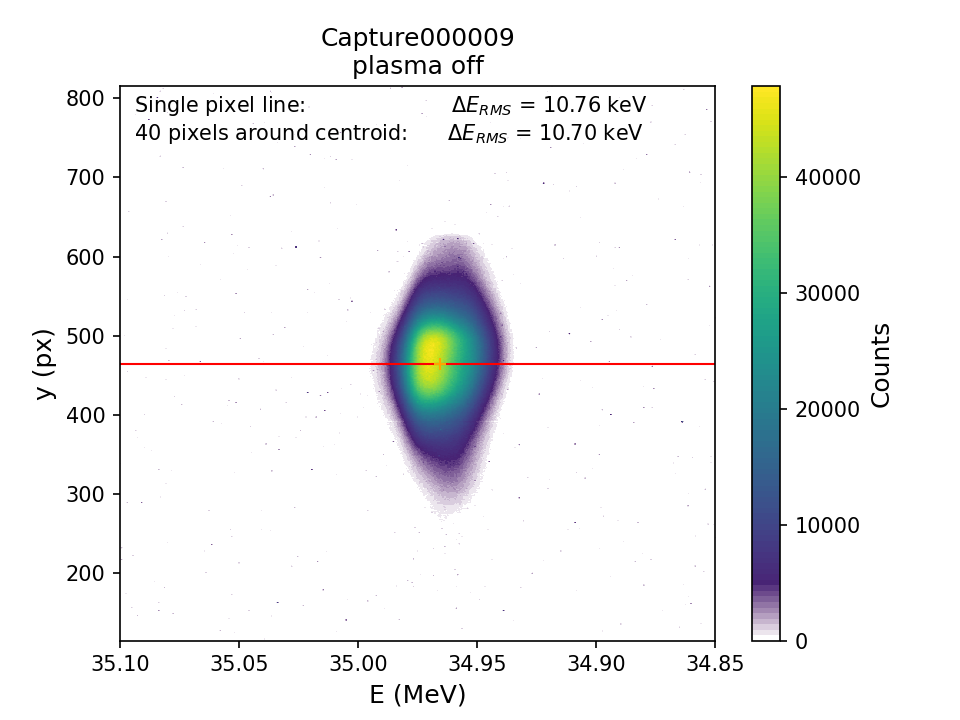 Capture000009
plasma off
Single pixel line: ΔE_RMS = 10.76 keV
40 pixels around centroid: ΔE_RMS = 10.70 keV
800
700
600
500
400
300
200
y (px)
35.10 35.05 35.00 34.95 34.90 34.85
E (MeV)
40000
30000
20000
10000
0
Counts